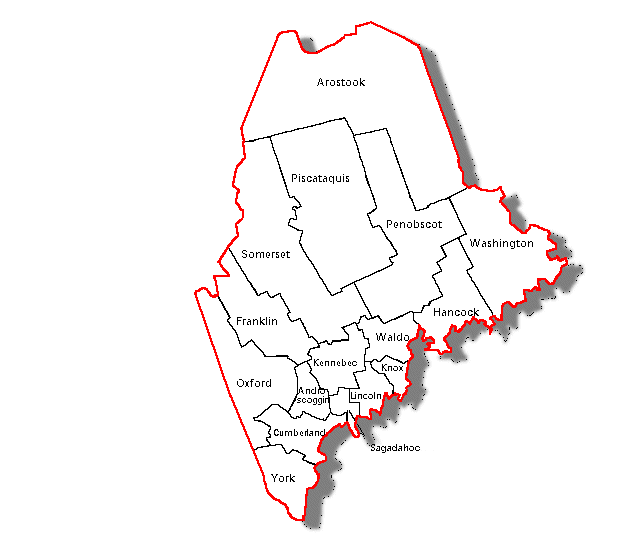 Arostook
Piscataquis
Penobscot
Washington
Somerset
Hancock
Franklin
Waldo
Kennebec
Knox
Oxford
Andro
scoggin
Lincoln
Cumberland
Sagadahoc
York